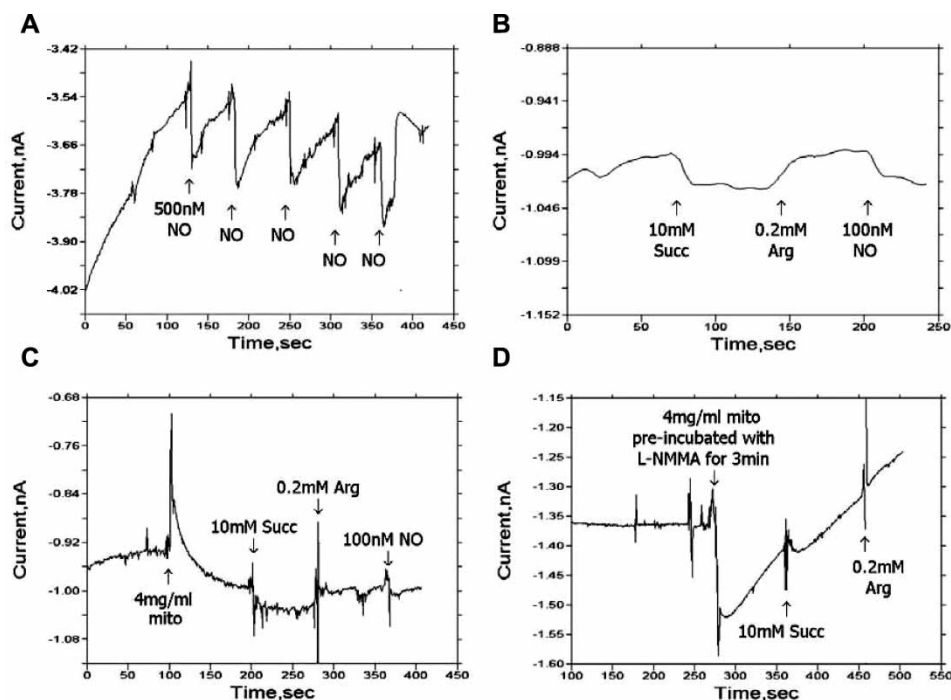 A
-3.42
-3.54
-3.66
-3.78
-3.90
-4.02
Current,nA
500nM
NO
NO
NO
NO
NO
0 50 100 150 200 250 300 350 400 450
Time,sec
B
-0.888
-0.941
-0.994
-1.046
-1.099
-1.152
Current,nA
10mM
Succ
0.2mM
Arg
100nM
NO
0 50 100 150 200 250
Time,sec
C
-0.68
-0.76
-0.84
-0.92
-1.00
-1.08
Current,nA
4mg/ml
mito
10mM Succ
0.2mM Arg
100nM NO
0 50 100 150 200 250 300 350 400 450
Time,sec
D
-1.15
-1.25
-1.30
-1.36
-1.40
-1.45
-1.50
-1.55
-1.60
Current,nA
4mg/ml mito
pre-incubated with
L-NMMA for 3min
10mM Succ
0.2mM
Arg
100 150 200 250 300 350 400 450 500 550
Time,sec